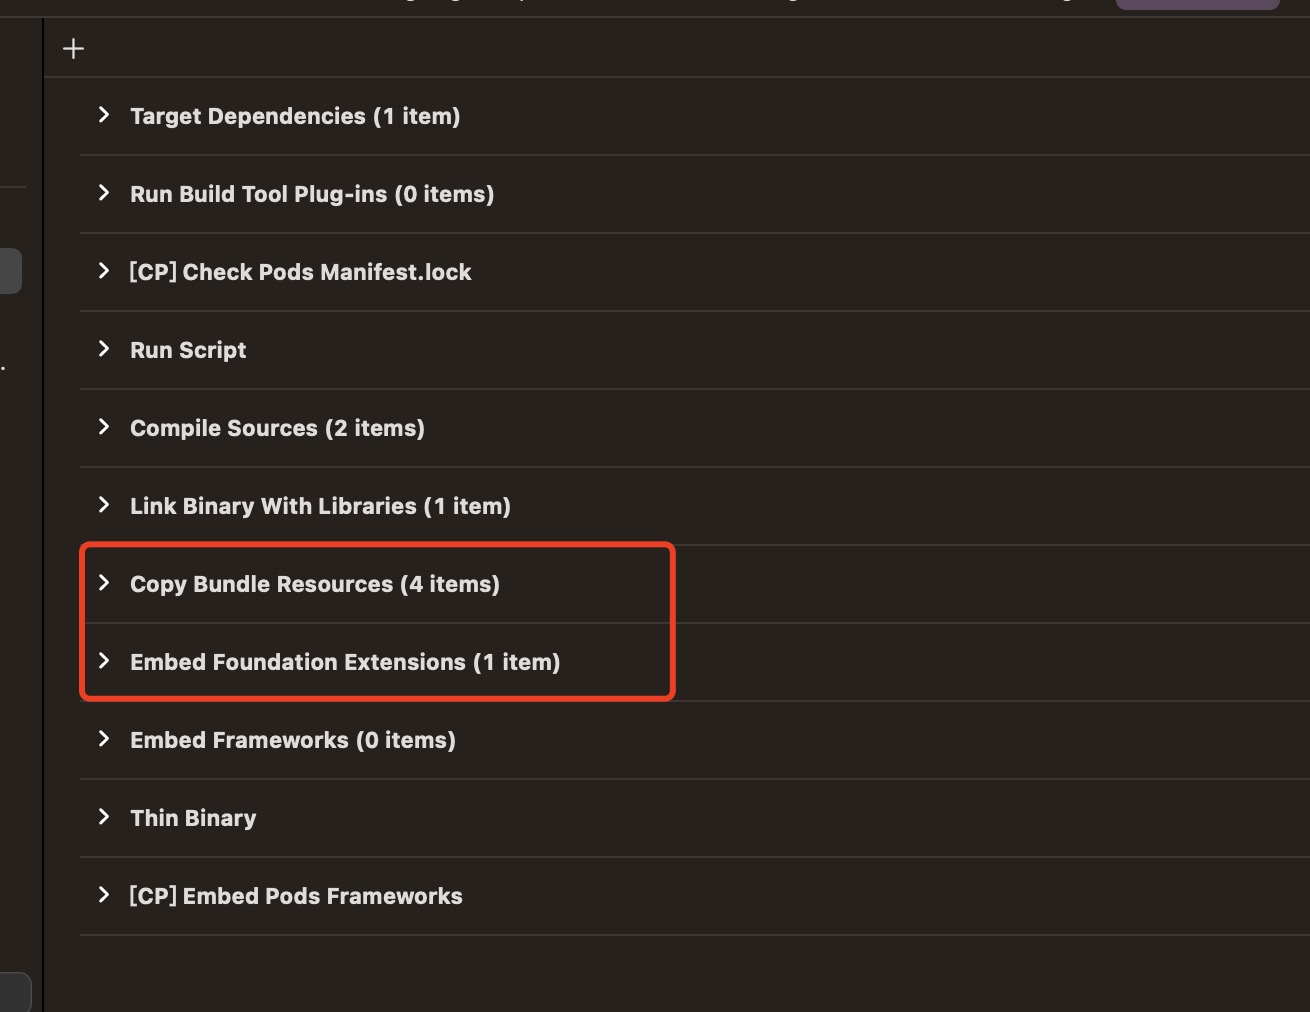 Target Dependencies (1 item)
Run Build Tool Plug-ins (0 items)
[CP] Check Pods Manifest.lock
Run Script
Compile Sources (2 items)
Link Binary With Libraries (1 item)
Copy Bundle Resources (4 items)
Embed Foundation Extensions (1 item)
Embed Frameworks (0 items)
Thin Binary
[CP] Embed Pods Frameworks